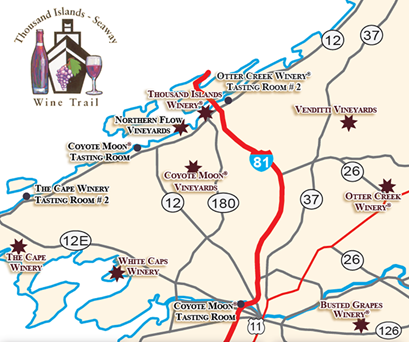 Thousand Islands - Seaway
Wine Trail
12
37
Otter Creek Winery®
Tasting Room # 2
Thousand Islands
Winery®
Venditti Vineyards
Northern Flow
Vineyards
Coyote Moon®
Tasting Room
81
Coyote Moon®
Vineyards
26
Otter Creek
Winery®
The Cape Winery
Tasting Room # 2
12
180
37
12E
The Cape
Winery
White Caps
Winery
26
Coyote Moon
Tasting Room
11
Busted Grapes
Winery®
126